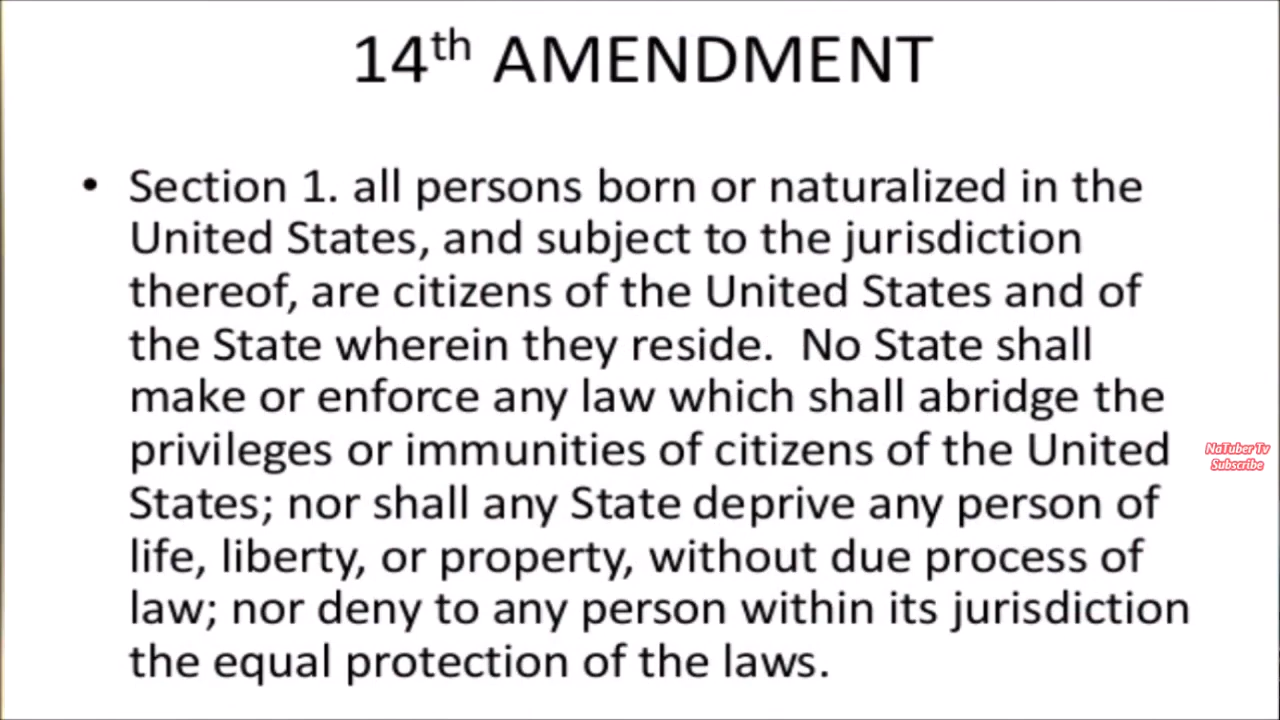 14th AMENDMENT
• Section 1. all persons born or naturalized in the
United States, and subject to the jurisdiction
thereof, are citizens of the United States and of
the State wherein they reside.  No State shall
make or enforce any law which shall abridge the
privileges or immunities of citizens of the United
States; nor shall any State deprive any person of
life, liberty, or property, without due process of
law; nor deny to any person within its jurisdiction
the equal protection of the laws.
NaTuber Tv
Subscribe